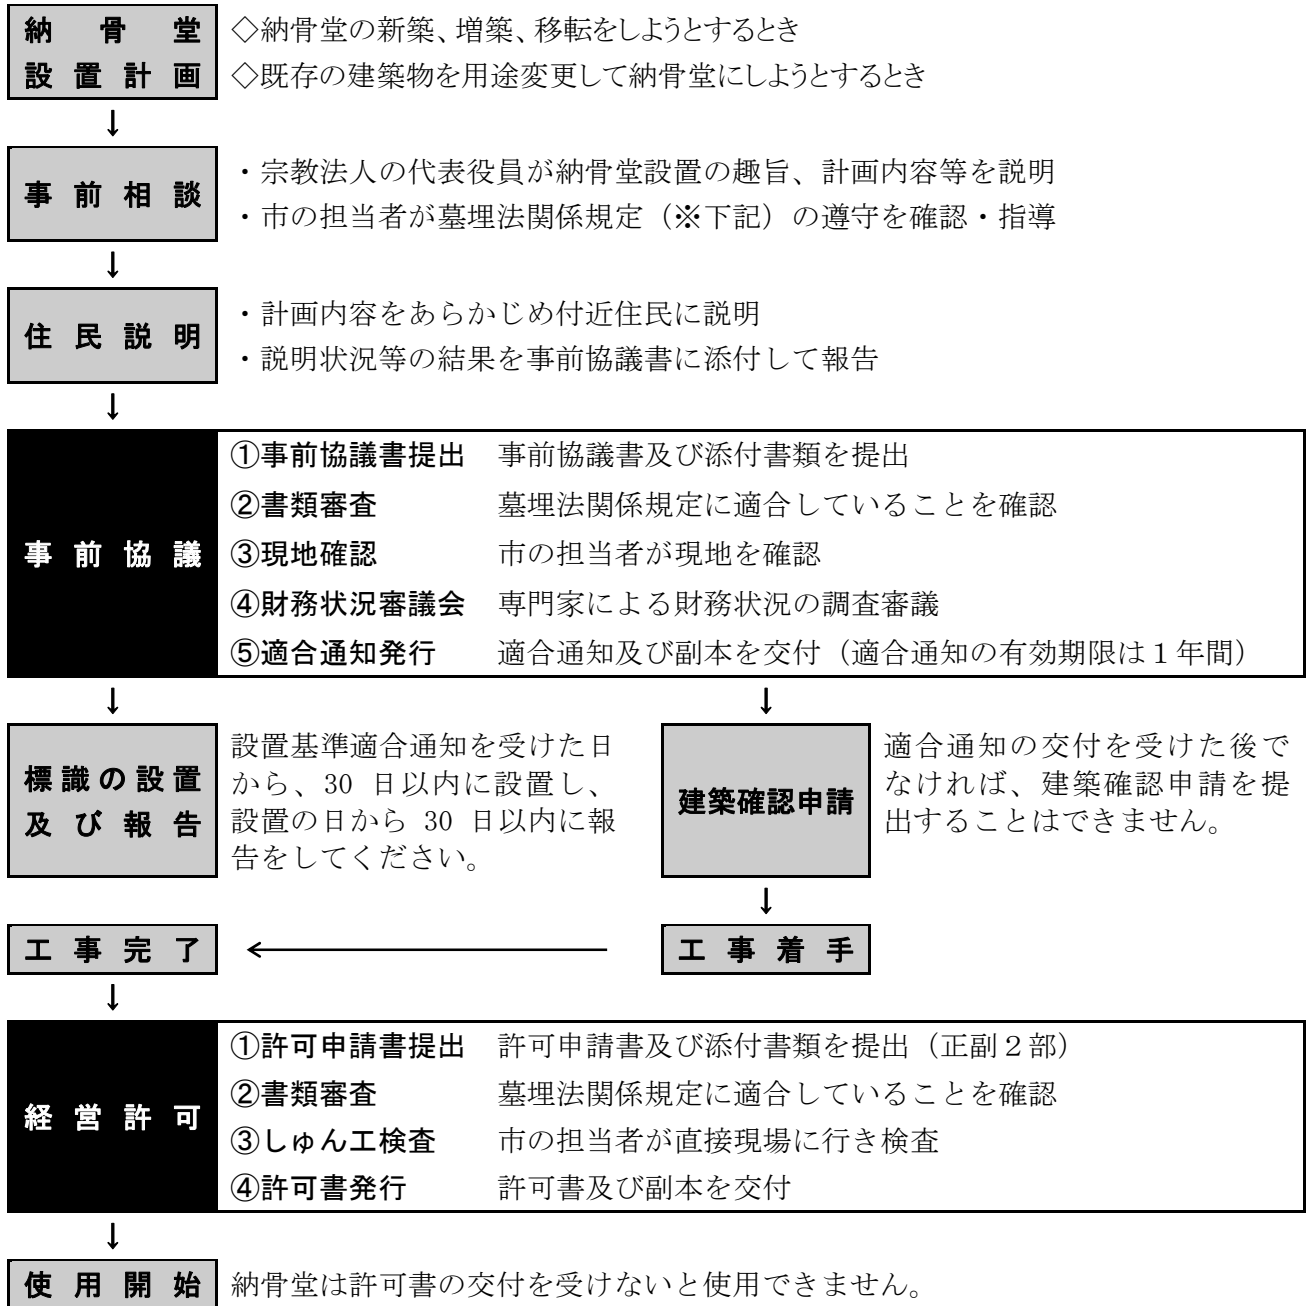 納骨堂
設置計画
◇納骨堂の新築、増築、移転をしようとするとき
◇既存の建築物を用途変更して納骨堂にしようとするとき
↓
事前相談
・宗教法人の代表役員が納骨堂設置の趣旨、計画内容等を説明
・市の担当者が墓埋法関係規定（※下記）の遵守を確認・指導
↓
住民説明
・計画内容をあらかじめ付近住民に説明
・説明状況等の結果を事前協議書に添付して報告
↓
事前協議
①事前協議書提出 事前協議書及び添付書類を提出
②書類審査 墓埋法関係規定に適合していることを確認
③現地確認 市の担当者が現地を確認
④財務状況審議会 専門家による財務状況の調査審議
⑤適合通知発行 適合通知及び副本を交付（適合通知の有効期限は１年間）
↓ ↓
標識の設置
及び報告
設置基準適合通知を受けた日
から、30 日以内に設置し、
設置の日から 30 日以内に報
告をしてください。
建築確認申請
適合通知の交付を受けた後で
なければ、建築確認申請を提
出することはできません。
↓
工事完了 ← 工事着手
↓
経営許可
①許可申請書提出 許可申請書及び添付書類を提出（正副２部）
②書類審査 墓埋法関係規定に適合していることを確認
③しゅん工検査 市の担当者が直接現場に行き検査
④許可書発行 許可書及び副本を交付
↓
使用開始 納骨堂は許可書の交付を受けないと使用できません。